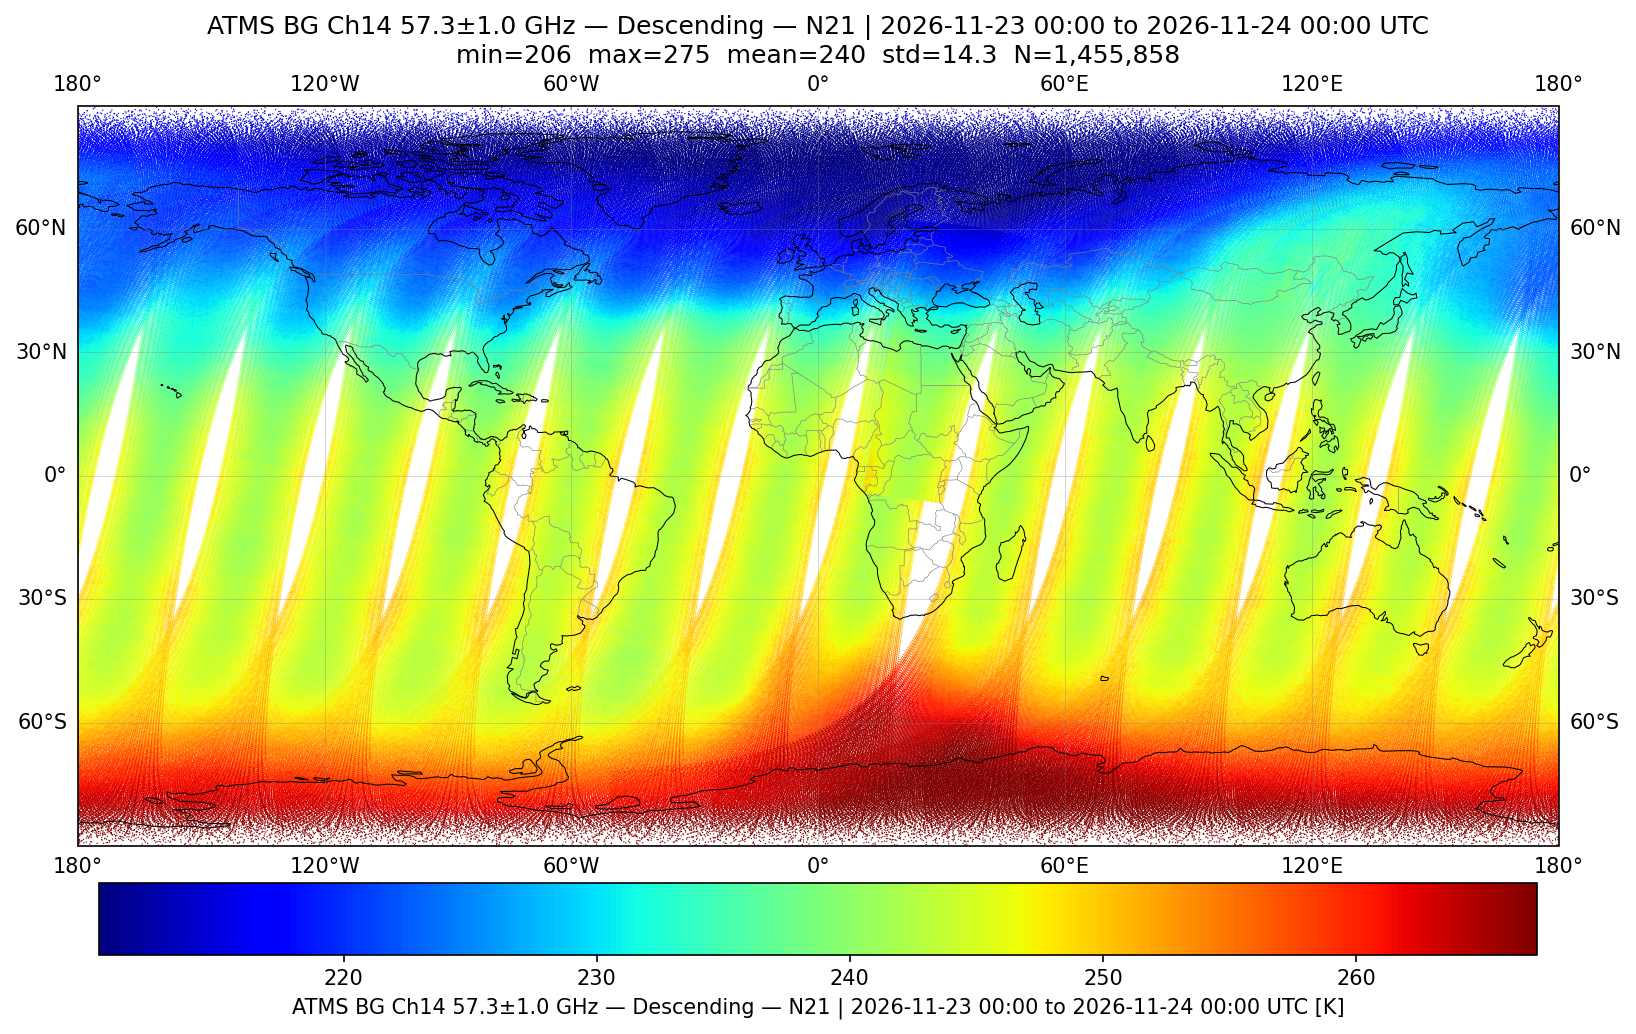 ATMS BG Ch14 57.3±1.0 GHz — Descending — N21 | 2026-11-23 00:00 to 2026-11-24 00:00 UTC
min=206 max=275 mean=240 std=14.3 N=1,455,858
180° 120°W 60°W 0° 60°E 120°E 180°
60°N 60°N
30°N 30°N
0° 0°
30°S 30°S
60°S 60°S
180° 120°W 60°W 0° 60°E 120°E 180°
220 230 240 250 260
ATMS BG Ch14 57.3±1.0 GHz — Descending — N21 | 2026-11-23 00:00 to 2026-11-24 00:00 UTC [K]